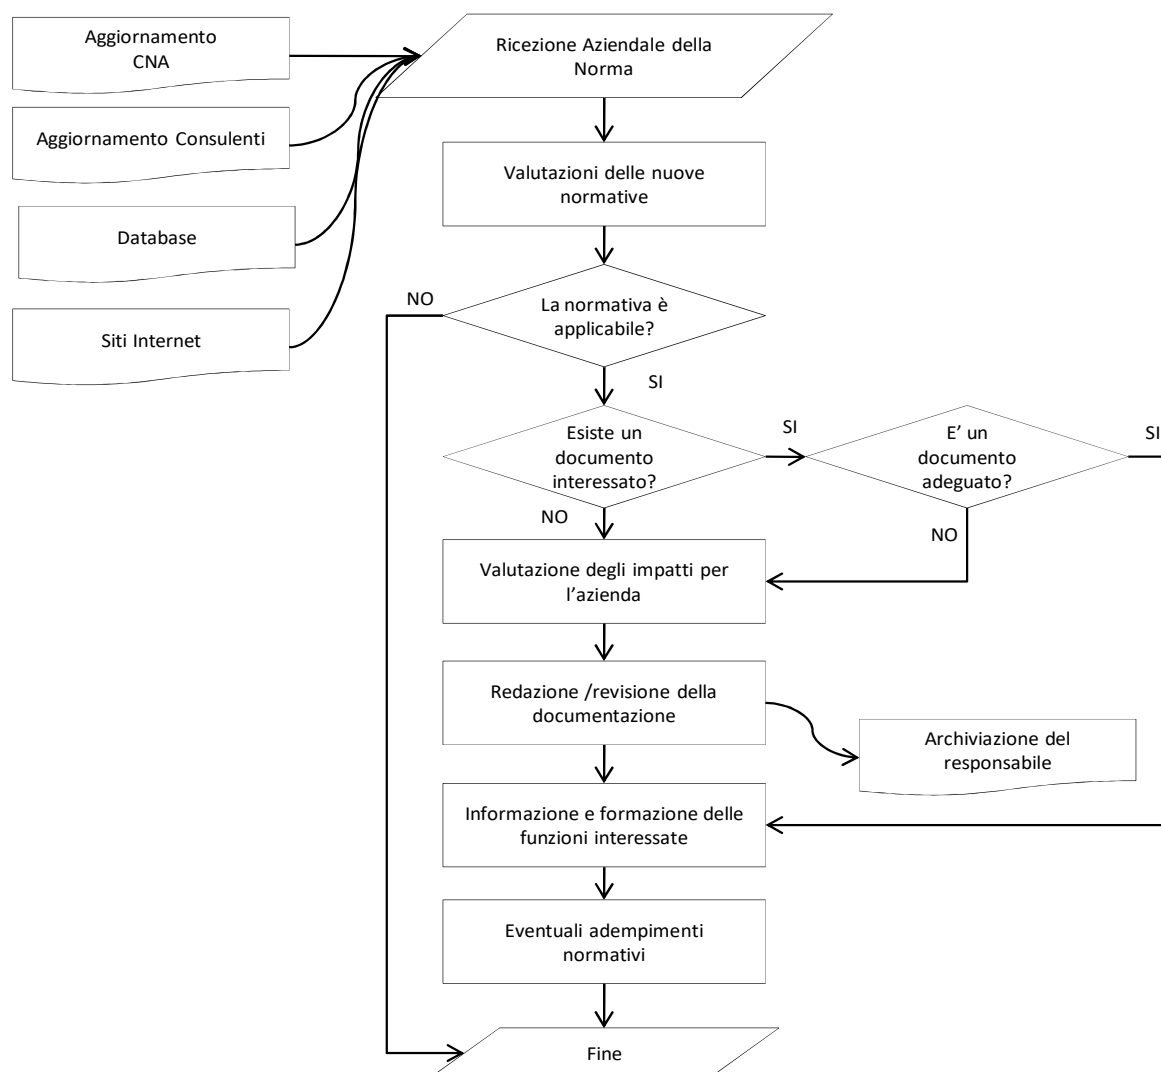 Aggiornamento
CNA
Ricezione Aziendale della
Norma
Aggiornamento Consulenti
Valutazioni delle nuove
normative
Database
NO
La normativa è
applicabile?
Siti Internet
SI
Esiste un
documento
interessato?
SI
E’ un
documento
adeguato?
SI
NO
NO
Valutazione degli impatti per
l’azienda
Redazione /revisione della
documentazione
Archiviazione del
responsabile
Informazione e formazione delle
funzioni interessate
Eventuali adempimenti
normativi
Fine